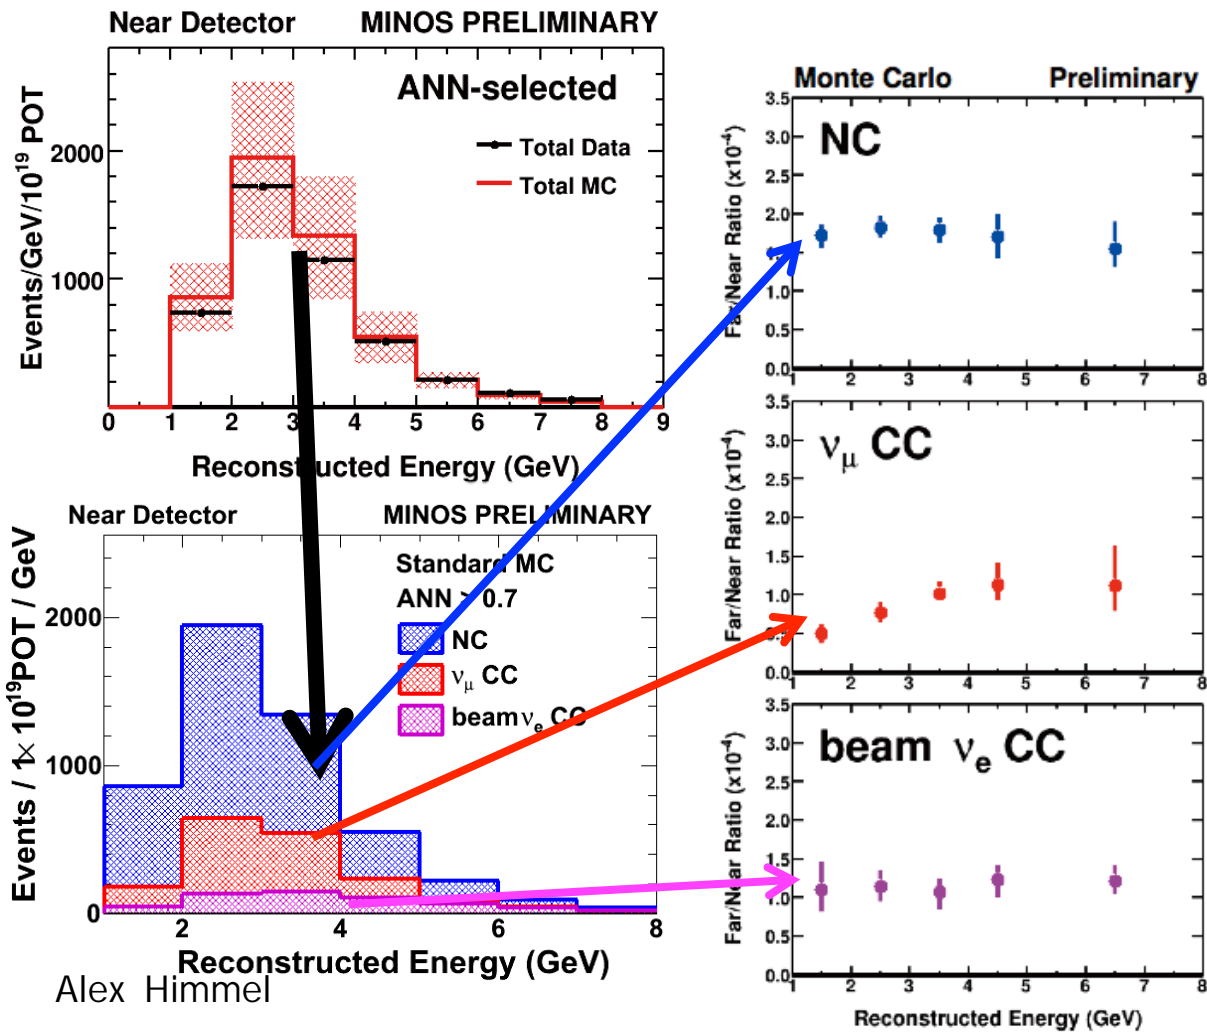 Near Detector MINOS PRELIMINARY
ANN-selected
Total Data
Total MC
Events/GeV/10¹⁹ POT
2000
1000
0 1 2 3 4 5 6 7 8 9
Reconstructed Energy (GeV)
Near Detector MINOS PRELIMINARY
Standard MC
ANN > 0.7
NC
νμ CC
beam νe CC
Events / 1× 10¹⁹POT / GeV
2000
1000
0
2 4 6 8
Reconstructed Energy (GeV)
Alex Himmel
Monte Carlo Preliminary
NC
Far/Near Ratio (x10⁻⁴)
3.5
3.0
2.5
2.0
1.0
0.5
0.0
1 2 3 4 5 6 7 8
νμ CC
Far/Near Ratio (x10⁻⁴)
3.5
3.0
2.5
2.0
1.5
1.0
0.5
0.0
1 2 3 4 5 6 7 8
beam νe CC
Far/Near Ratio (x10⁻⁴)
3.5
3.0
2.5
2.0
1.5
1.0
0.5
0.0
1 2 3 4 5 6 7 8
Reconstructed Energy (GeV)